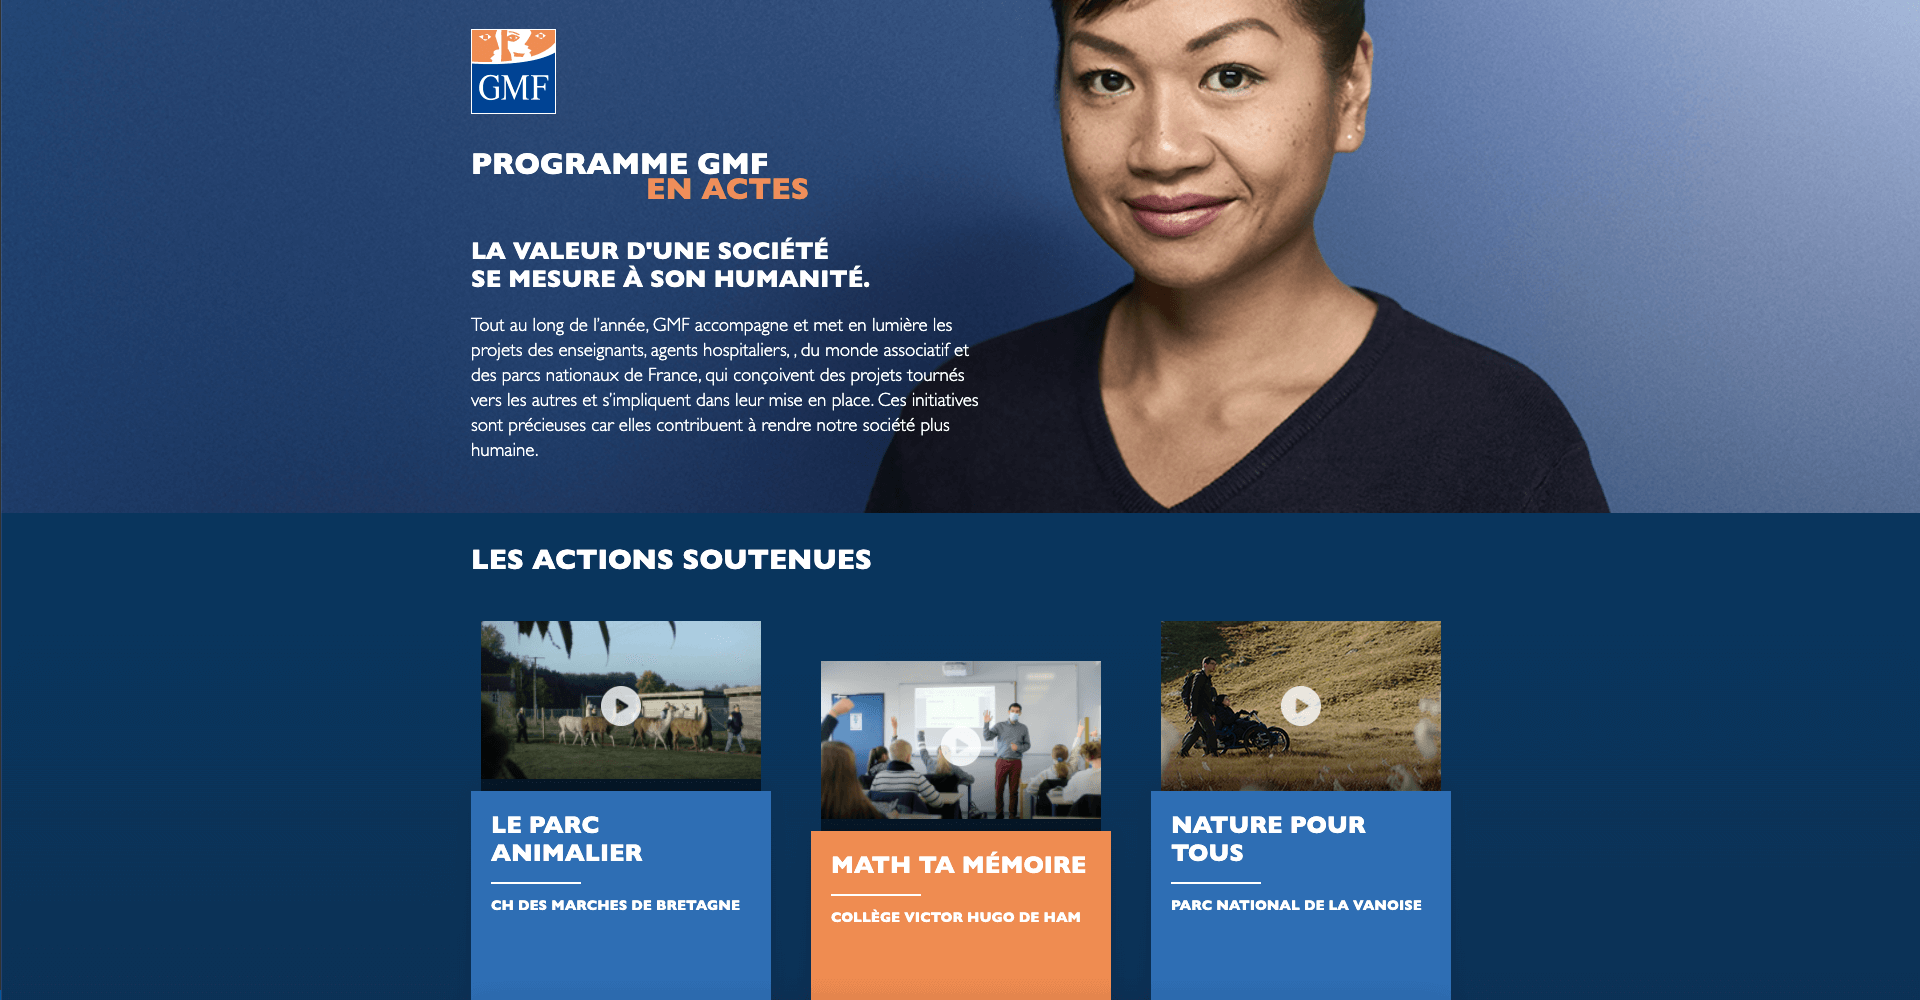 GMF
PROGRAMME GMF
EN ACTES
LA VALEUR D'UNE SOCIÉTÉ
SE MESURE À SON HUMANITÉ.
Tout au long de l'année, GMF accompagne et met en lumière les
projets des enseignants, agents hospitaliers, , du monde associatif et
des parcs nationaux de France, qui conçoivent des projets tournés
vers les autres et s'impliquent dans leur mise en place. Ces initiatives
sont précieuses car elles contribuent à rendre notre société plus
humaine.
LES ACTIONS SOUTENUES
LE PARC
ANIMALIER
CH DES MARCHES DE BRETAGNE
MATH TA MÉMOIRE
COLLÈGE VICTOR HUGO DE HAM
NATURE POUR
TOUS
PARC NATIONAL DE LA VANOISE